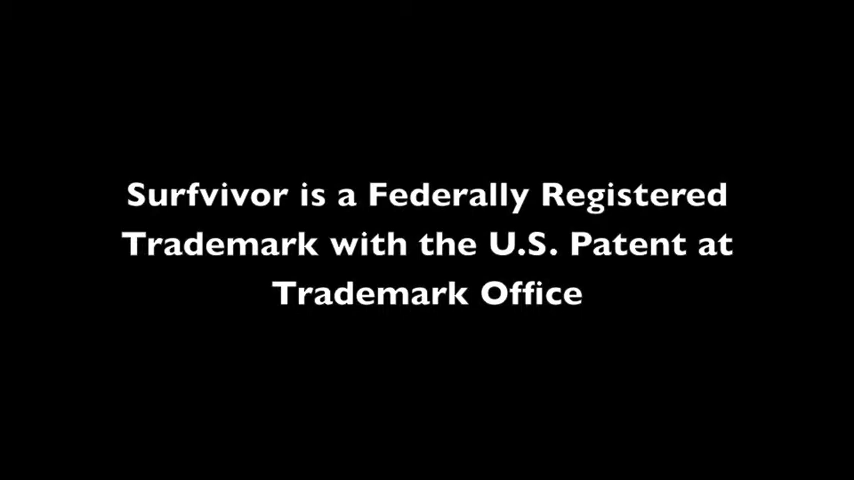 Surfvivor is a Federally Registered
Trademark with the U.S. Patent at
Trademark Office